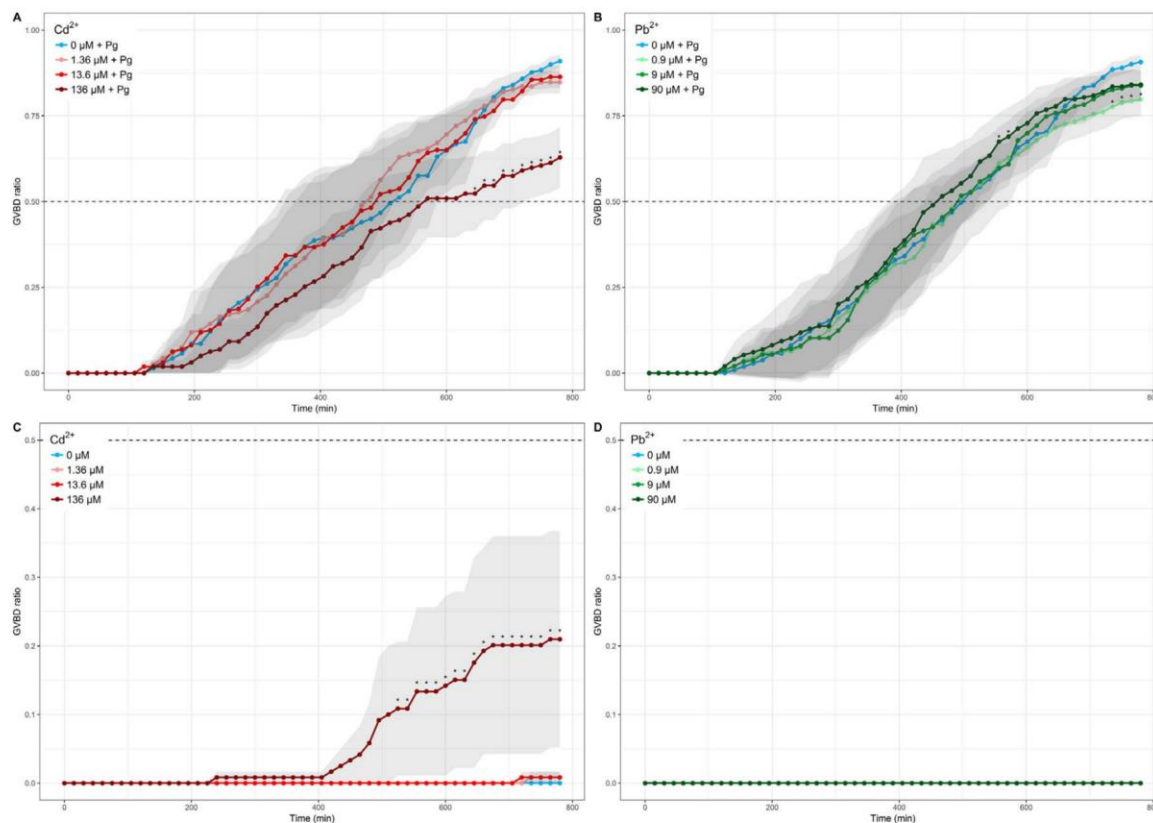 A
Cd2+
0 µM + Pg
1.36 µM + Pg
13.6 µM + Pg
136 µM + Pg
1.00
0.75
0.50
0.25
0.00
GVBD ratio
0 200 400 600 800
Time (min)
B
Pb2+
0 µM + Pg
0.9 µM + Pg
9 µM + Pg
90 µM + Pg
1.00
0.75
0.50
0.25
0.00
GVBD ratio
0 200 400 600 80
Time (min)
C
Cd2+
0 µM
1.36 µM
13.6 µM
136 µM
0.5
0.4
0.3
0.2
0.1
0.0
GVBD ratio
0 200 400 600 800
Time (min)
D
Pb2+
0 µM
0.9 µM
9 µM
90 µM
0.5
0.4
0.3
0.2
0.1
0.0
GVBD ratio
0 200 400 600 80
Time (min)